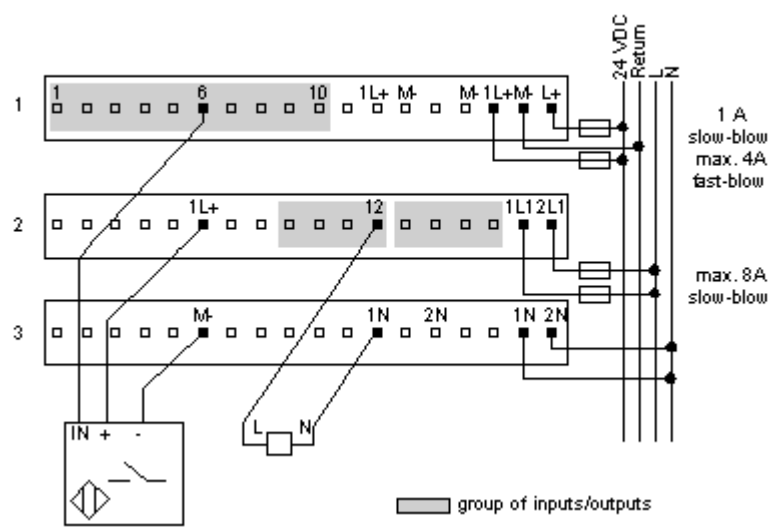 24 VDC
Return
L
N
1 6 10 1L+ M- M- 1L+ M- L+
1
1 A
slow-blow
max. 4A
fast-blow
1L+ 12 1L1 2L1
2
max. 8A
slow-blow
M- 1N 2N 1N 2N
3
IN + -
L N
group of inputs/outputs